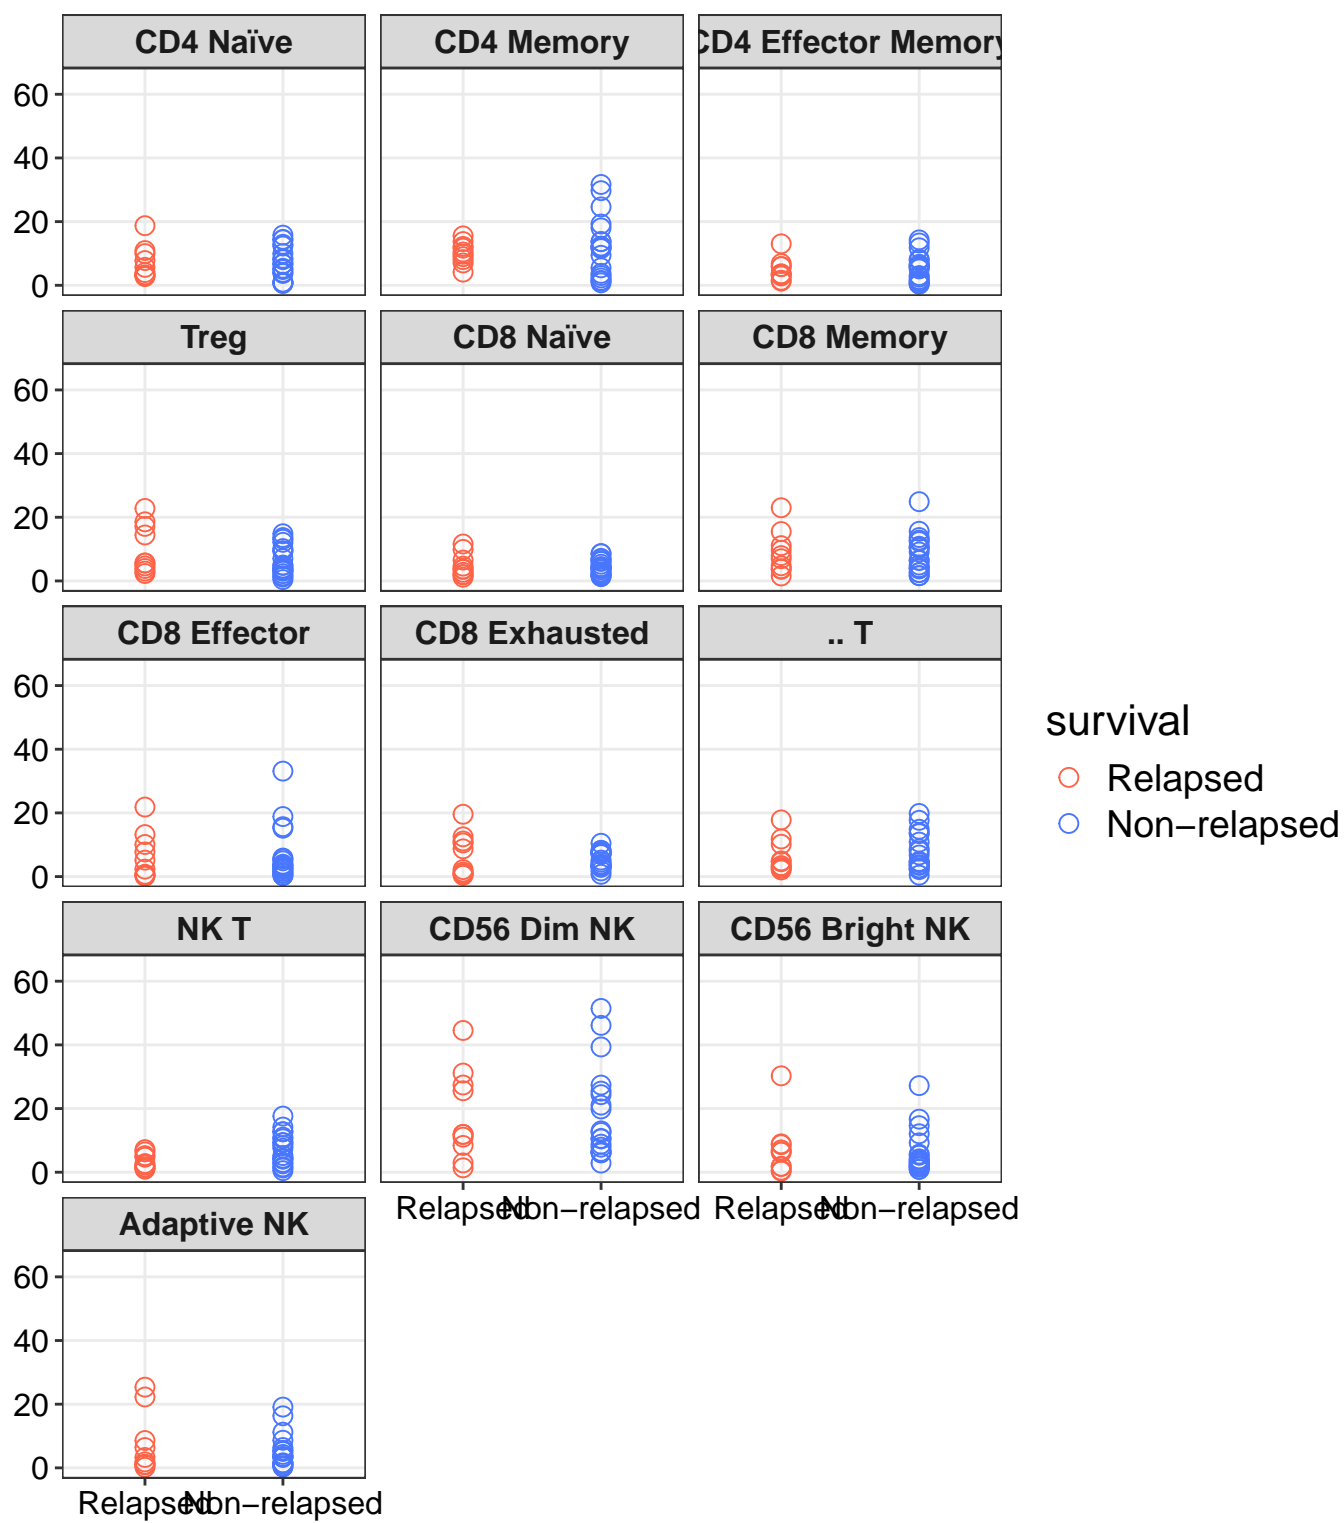 CD4 Naïve CD4 Memory CD4 Effector Memory
60
40
20
0
Treg CD8 Naïve CD8 Memory
60
40
20
0
CD8 Effector CD8 Exhausted .. T
60
40
20
0
survival
Relapsed
Non−relapsed
NK T CD56 Dim NK CD56 Bright NK
60
40
20
0
Relapsed Non−relapsed Relapsed Non−relapsed
Adaptive NK
60
40
20
0
Relapsed Non−relapsed